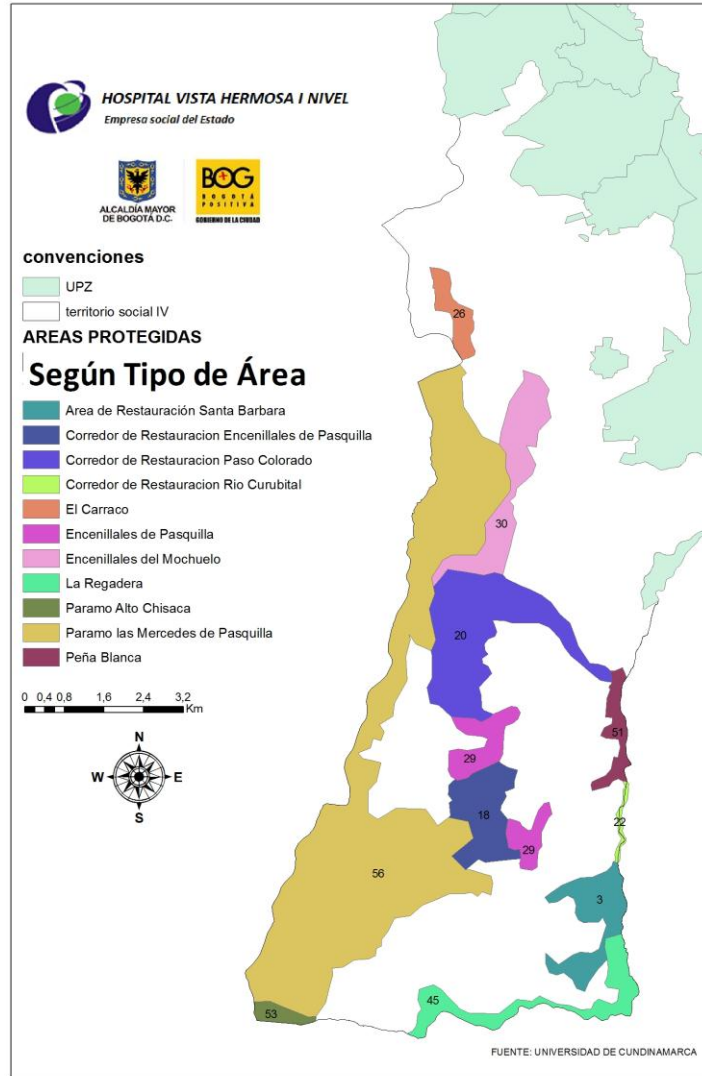 HOSPITAL VISTA HERMOSA I NIVEL
Empresa social del Estado
ALCALDÍA MAYOR
DE BOGOTÁ D.C.
BOG
BOGOTÁ
POSITIVA
GOBIERNO DE LA CIUDAD
convenciones
UPZ
territorio social IV
AREAS PROTEGIDAS
Según Tipo de Área
Area de Restauración Santa Barbara
Corredor de Restauracion Encenillales de Pasquilla
Corredor de Restauracion Paso Colorado
Corredor de Restauracion Rio Curubital
El Carraco
Encenillales de Pasquilla
Encenillales del Mochuelo
La Regadera
Paramo Alto Chisaca
Paramo las Mercedes de Pasquilla
Peña Blanca
0 0,4 0,8 1,6 2,4 3,2
Km
N
W E
S
26
30
20
51
29
18
22
29
56
3
45
53
FUENTE: UNIVERSIDAD DE CUNDINAMARCA